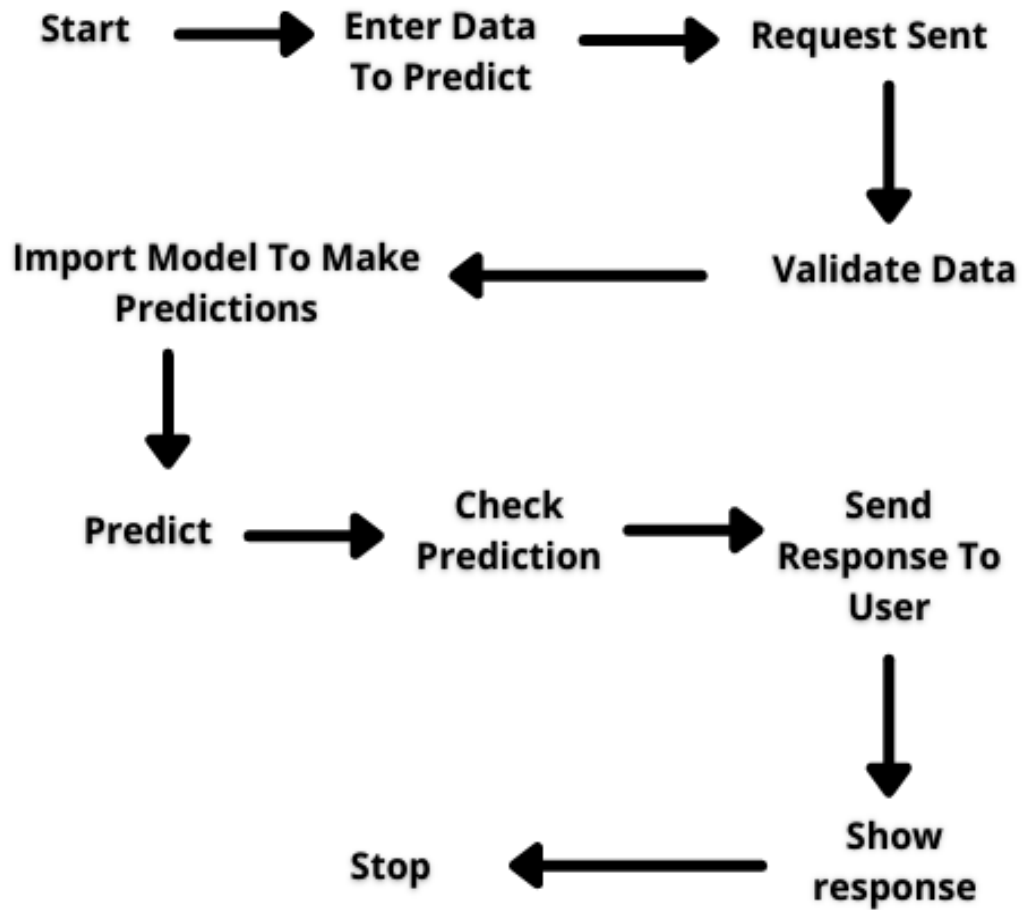 Start
Enter Data
To Predict
Request Sent
Validate Data
Import Model To Make
Predictions
Predict
Check
Prediction
Send
Response To
User
Show
response
Stop